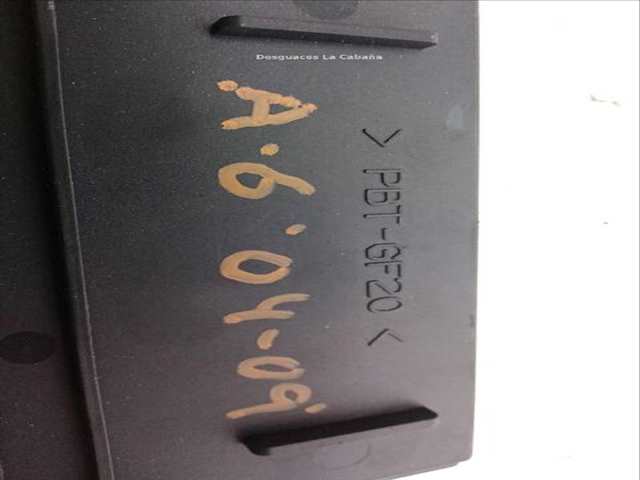 Desguaces La Cabaña
>PBT-GF20<
·A·6 '04-09'